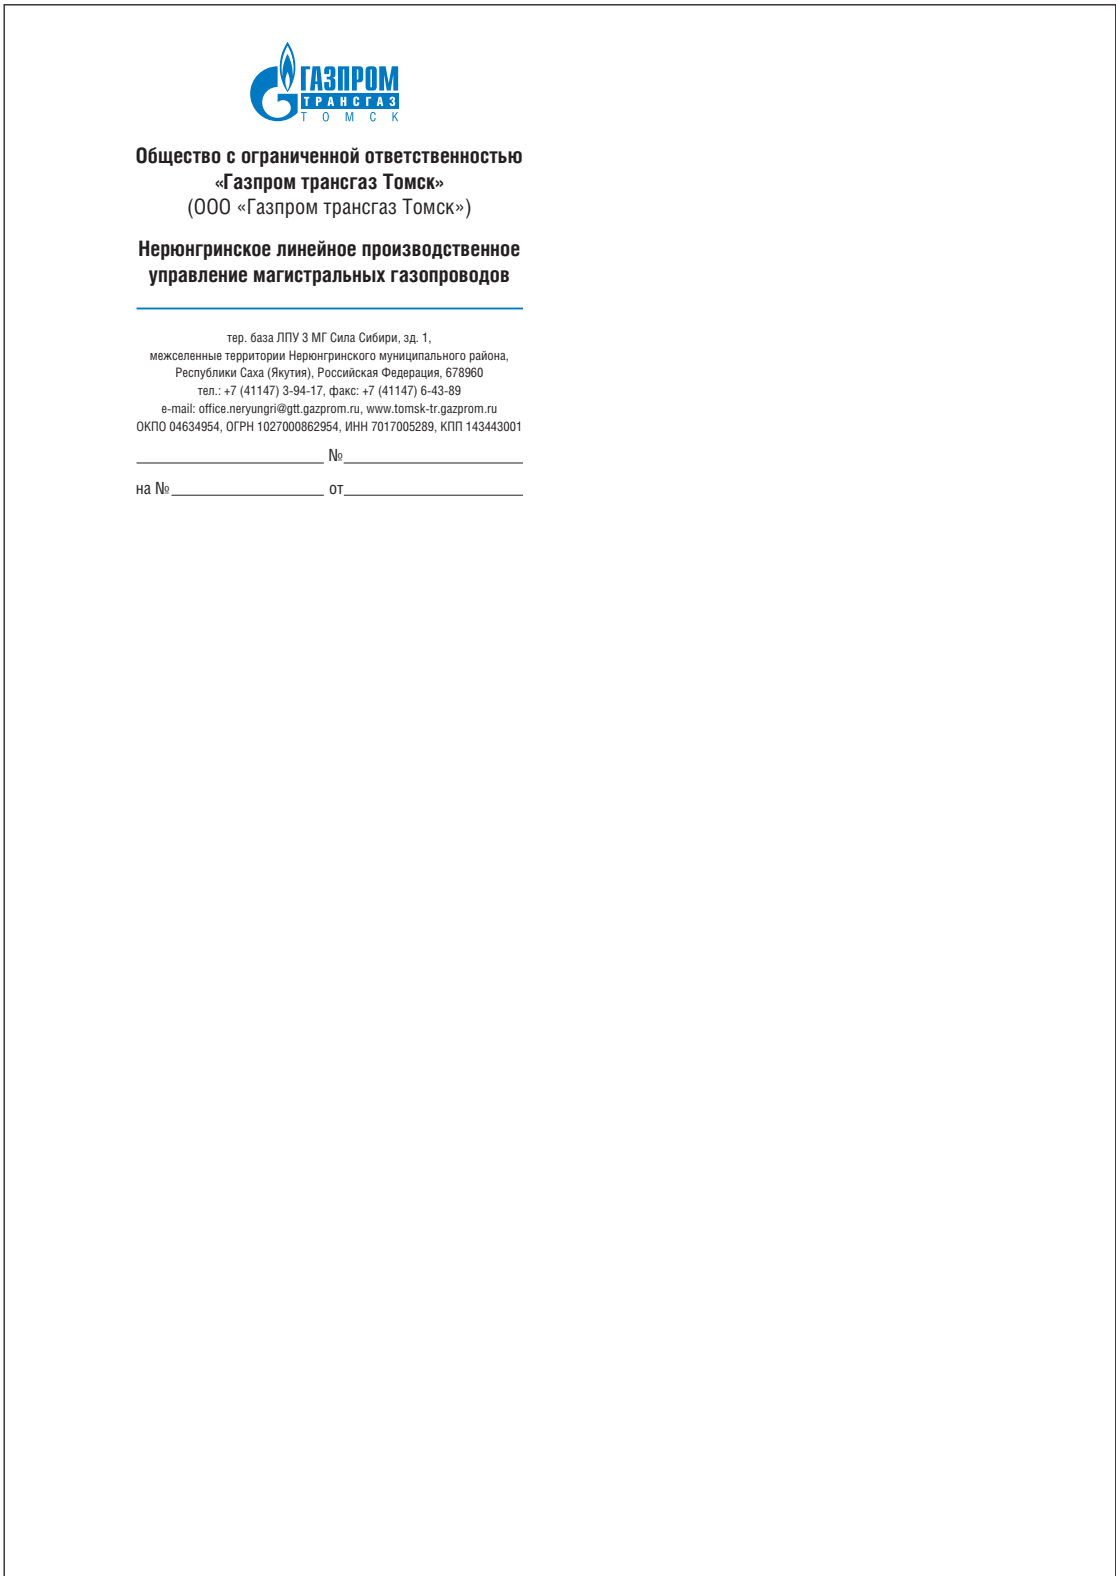 ГАЗПРОМ
ТРАНСГАЗ
ТОМСК
Общество с ограниченной ответственностью
«Газпром трансгаз Томск»
(ООО «Газпром трансгаз Томск»)
Нерюнгринское линейное производственное
управление магистральных газопроводов
тер. база ЛПУ 3 МГ Сила Сибири, зд. 1,
межселенные территории Нерюнгринского муниципального района,
Республики Саха (Якутия), Российская Федерация, 678960
тел.: +7 (41147) 3-94-17, факс: +7 (41147) 6-43-89
e-mail: office.neryungri@gtt.gazprom.ru, www.tomsk-tr.gazprom.ru
ОКПО 04634954, ОГРН 1027000862954, ИНН 7017005289, КПП 143443001
№
на № от